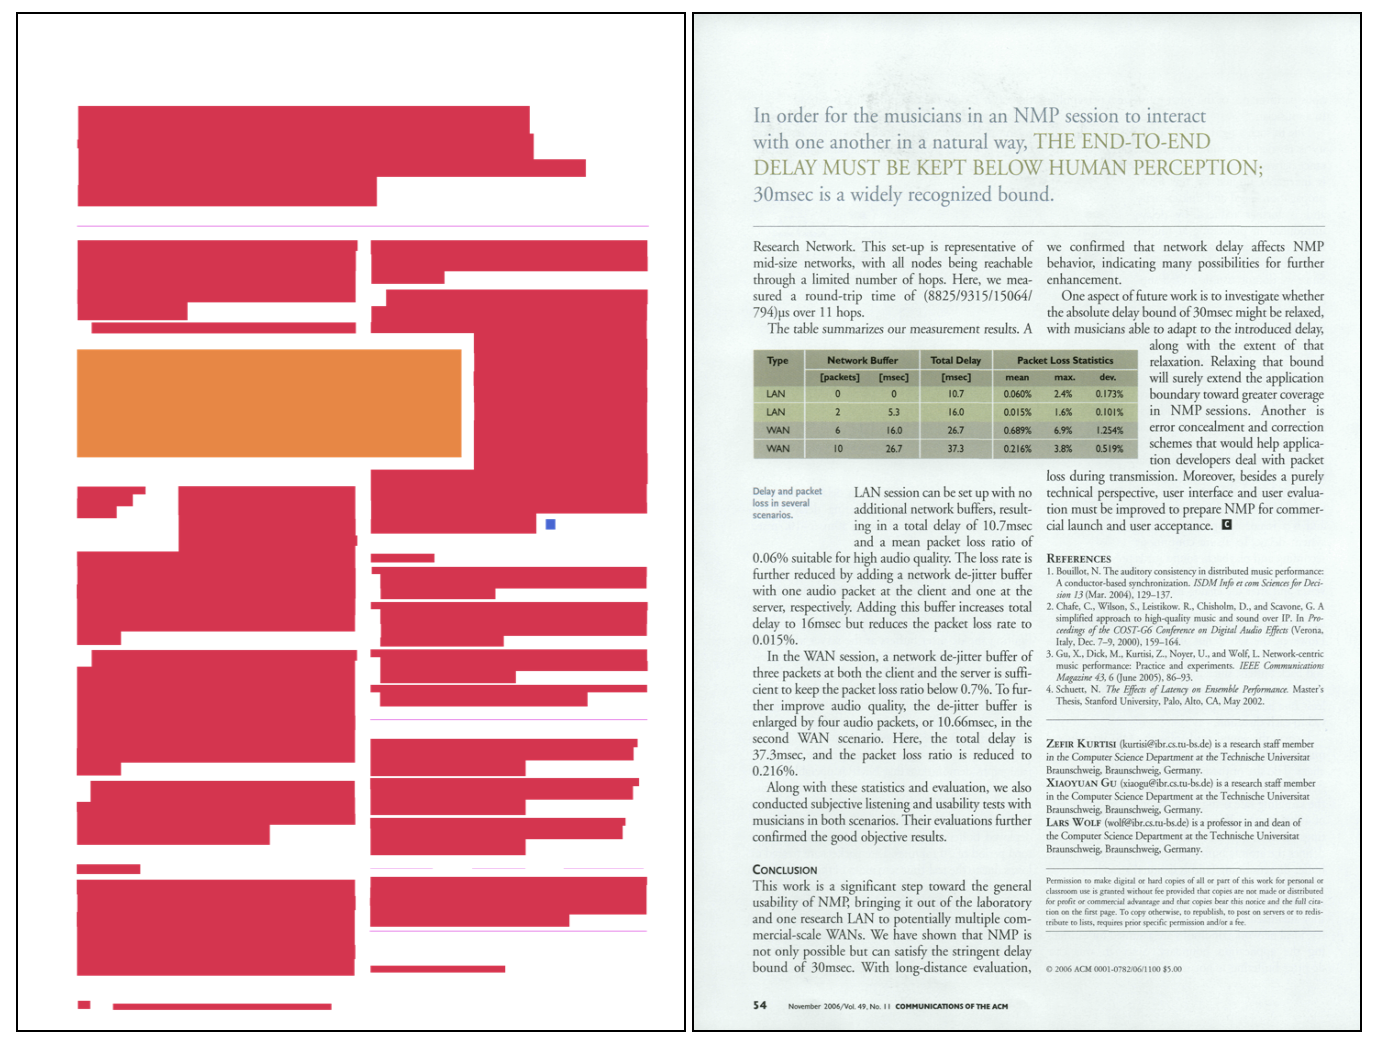 In order for the musicians in an NMP session to interact
with one another in a natural way, THE END-TO-END
DELAY MUST BE KEPT BELOW HUMAN PERCEPTION;
30msec is a widely recognized bound.
Research Network. This set-up is representative of
mid-size networks, with all nodes being reachable
through a limited number of hops. Here, we mea-
sured a round-trip time of (8825/9315/15064/
794)µs over 11 hops.
The table summarizes our measurement results. A
Type Network Buffer Total Delay Packet Loss Statistics
[packets] [msec] [msec] mean max. dev.
LAN 0 0 10.7 0.060% 2.4% 0.173%
LAN 2 5.3 16.0 0.015% 1.6% 0.101%
WAN 6 16.0 26.7 0.689% 6.9% 1.254%
WAN 10 26.7 37.3 0.216% 3.8% 0.519%
Delay and packet
loss in several
scenarios.
LAN session can be set up with no
additional network buffers, result-
ing in a total delay of 10.7msec
and a mean packet loss ratio of
0.06% suitable for high audio quality. The loss rate is
further reduced by adding a network de-jitter buffer
with one audio packet at the client and one at the
server, respectively. Adding this buffer increases total
delay to 16msec but reduces the packet loss rate to
0.015%.
In the WAN session, a network de-jitter buffer of
three packets at both the client and the server is suffi-
cient to keep the packet loss ratio below 0.7%. To fur-
ther improve audio quality, the de-jitter buffer is
enlarged by four audio packets, or 10.66msec, in the
second WAN scenario. Here, the total delay is
37.3msec, and the packet loss ratio is reduced to
0.216%.
Along with these statistics and evaluation, we also
conducted subjective listening and usability tests with
musicians in both scenarios. Their evaluations further
confirmed the good objective results.
CONCLUSION
This work is a significant step toward the general
usability of NMP, bringing it out of the laboratory
and one research LAN to potentially multiple com-
mercial-scale WANs. We have shown that NMP is
not only possible but can satisfy the stringent delay
bound of 30msec. With long-distance evaluation,
we confirmed that network delay affects NMP
behavior, indicating many possibilities for further
enhancement.
One aspect of future work is to investigate whether
the absolute delay bound of 30msec might be relaxed,
with musicians able to adapt to the introduced delay,
along with the extent of that
relaxation. Relaxing that bound
will surely extend the application
boundary toward greater coverage
in NMP sessions. Another is
error concealment and correction
schemes that would help applica-
tion developers deal with packet
loss during transmission. Moreover, besides a purely
technical perspective, user interface and user evalua-
tion must be improved to prepare NMP for commer-
cial launch and user acceptance. C
REFERENCES
1. Bouillot, N. The auditory consistency in distributed music performance:
A conductor-based synchronization. ISDM Info et com Sciences for Deci-
sion 13 (Mar. 2004), 129–137.
2. Chafe, C., Wilson, S., Leistikow. R., Chisholm, D., and Scavone, G. A
simplified approach to high-quality music and sound over IP. In Pro-
ceedings of the COST-G6 Conference on Digital Audio Effects (Verona,
Italy, Dec. 7–9, 2000), 159–164.
3. Gu, X., Dick, M., Kurtisi, Z., Noyer, U., and Wolf, L. Network-centric
music performance: Practice and experiments. IEEE Communications
Magazine 43, 6 (June 2005), 86–93.
4. Schuett, N. The Effects of Latency on Ensemble Performance. Master's
Thesis, Stanford University, Palo, Alto, CA, May 2002.
ZEFIR KURTISI (kurtisi@ibr.cs.tu-bs.de) is a research staff member
in the Computer Science Department at the Technische Universitat
Braunschweig, Braunschweig, Germany.
XIAOYUAN GU (xiaogu@ibr.cs.tu-bs.de) is a research staff member
in the Computer Science Department at the Technische Universitat
Braunschweig, Braunschweig, Germany.
LARS WOLF (wolf@ibr.cs.tu-bs.de) is a professor in and dean of
the Computer Science Department at the Technische Universitat
Braunschweig, Braunschweig, Germany.
Permission to make digital or hard copies of all or part of this work for personal or
classroom use is granted without fee provided that copies are not made or distributed
for profit or commercial advantage and that copies bear this notice and the full cita-
tion on the first page. To copy otherwise, to republish, to post on servers or to redis-
tribute to lists, requires prior specific permission and/or a fee.
© 2006 ACM 0001-0782/06/1100 $5.00
54 November 2006/Vol. 49, No. 11 COMMUNICATIONS OF THE ACM